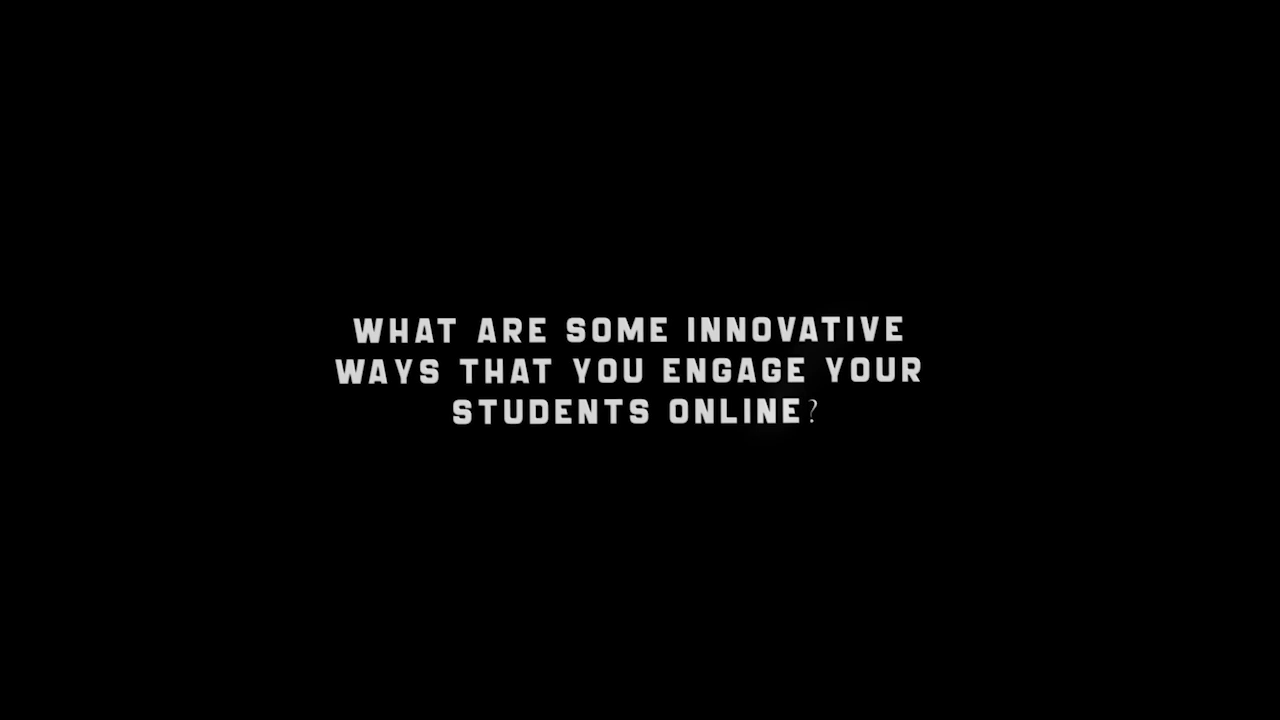 WHAT ARE SOME INNOVATIVE
WAYS THAT YOU ENGAGE YOUR
STUDENTS ONLINE?